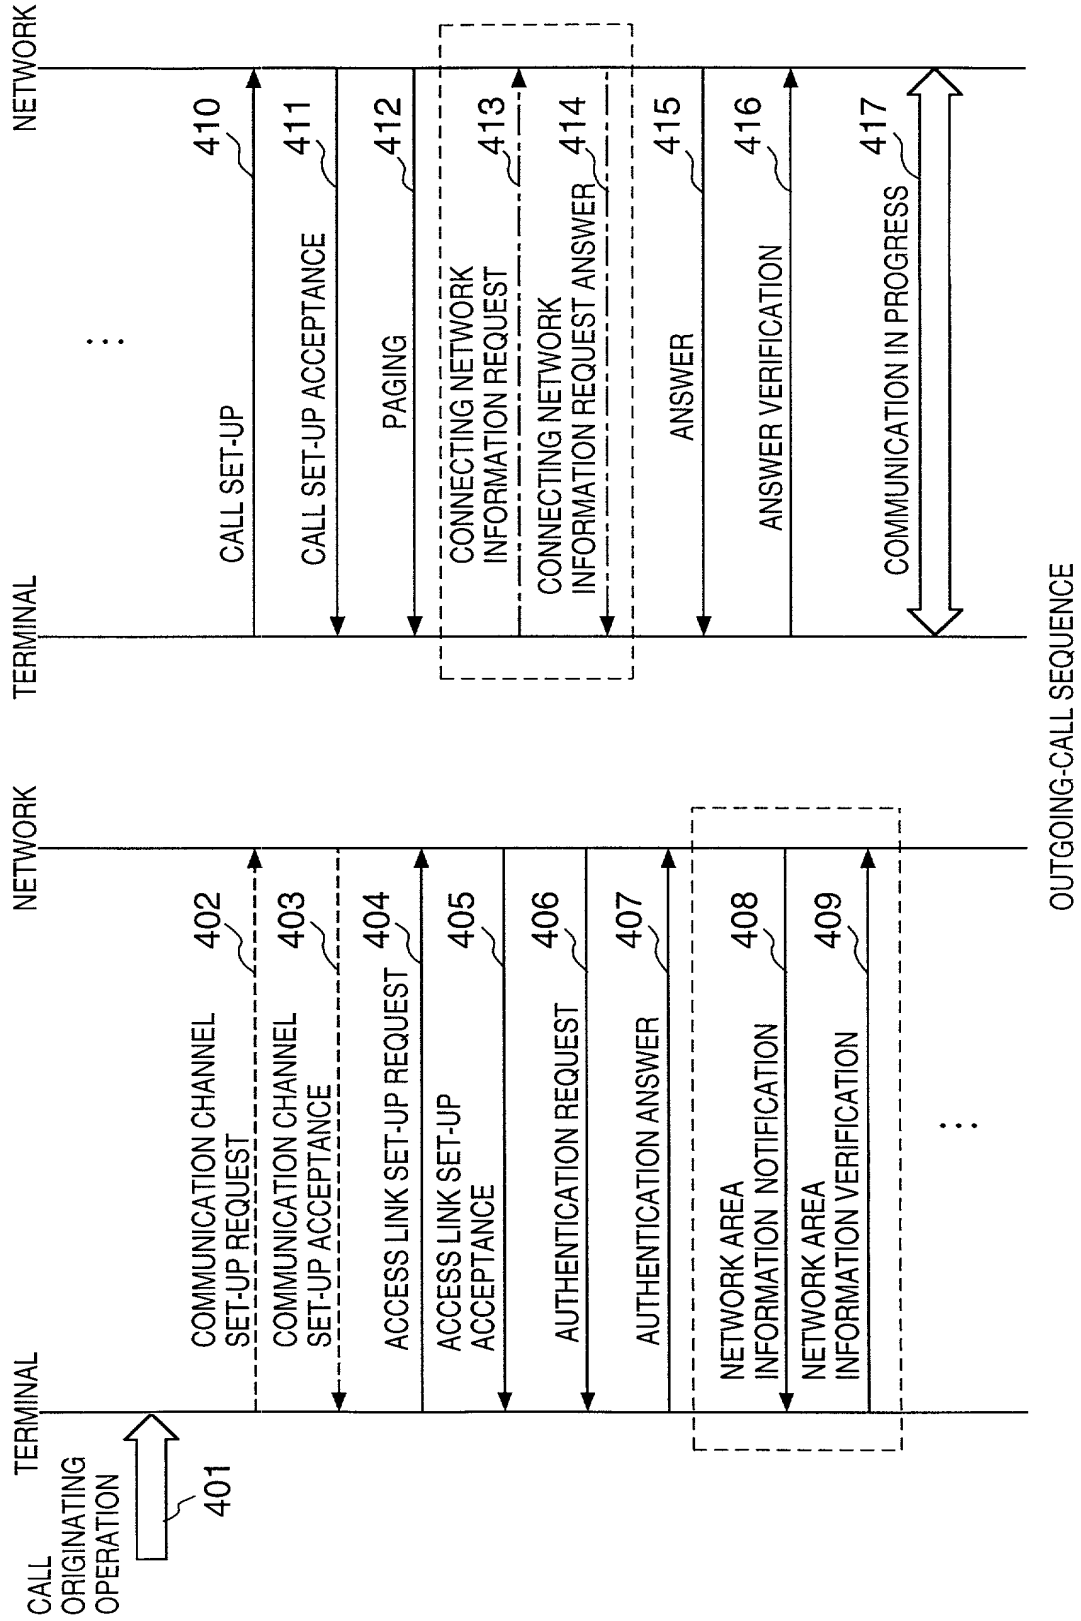 CALL
ORIGINATING
OPERATION
401
TERMINAL
NETWORK
COMMUNICATION CHANNEL
SET-UP REQUEST
402
COMMUNICATION CHANNEL
SET-UP ACCEPTANCE
403
ACCESS LINK SET-UP REQUEST
404
ACCESS LINK SET-UP
ACCEPTANCE
405
AUTHENTICATION REQUEST
406
AUTHENTICATION ANSWER
407
NETWORK AREA
INFORMATION NOTIFICATION
408
NETWORK AREA
INFORMATION VERIFICATION
409
...
TERMINAL
NETWORK
...
CALL SET-UP
410
CALL SET-UP ACCEPTANCE
411
PAGING
412
CONNECTING NETWORK
INFORMATION REQUEST
413
CONNECTING NETWORK
INFORMATION REQUEST ANSWER
414
ANSWER
415
ANSWER VERIFICATION
416
COMMUNICATION IN PROGRESS
417
OUTGOING-CALL SEQUENCE